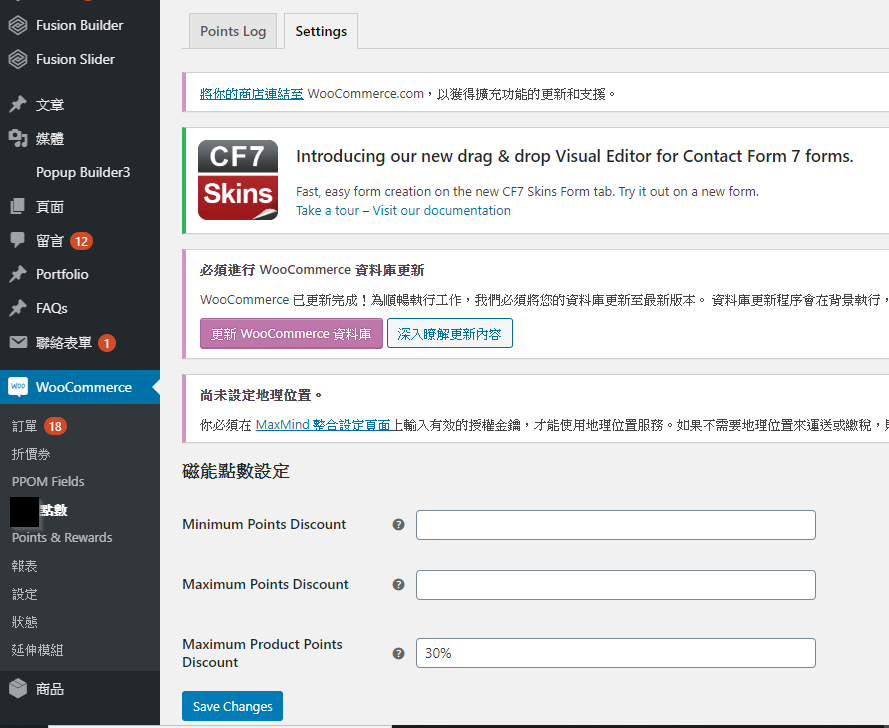 Fusion Builder
Fusion Slider
文章
媒體
Popup Builder3
頁面
留言 12
Portfolio
FAQs
聯絡表單 1
WooCommerce
訂單 18
折價券
PPOM Fields
點數
Points & Rewards
報表
設定
狀態
延伸模組
商品
Points Log
Settings
將你的商店連結至 WooCommerce.com，以獲得擴充功能的更新和支援。
CF7
Skins
Introducing our new drag & drop Visual Editor for Contact Form 7 forms.
Fast, easy form creation on the new CF7 Skins Form tab. Try it out on a new form.
Take a tour – Visit our documentation
必須進行 WooCommerce 資料庫更新
WooCommerce 已更新完成！為順暢執行工作，我們必須將您的資料庫更新至最新版本。 資料庫更新程序會在背景執行，
更新 WooCommerce 資料庫
深入瞭解更新內容
尚未設定地理位置。
你必須在 MaxMind 整合設定頁面上輸入有效的授權金鑰，才能使用地理位置服務。如果不需要地理位置來運送或繳稅，
磁能點數設定
Minimum Points Discount
Maximum Points Discount
Maximum Product Points
Discount
30%
Save Changes